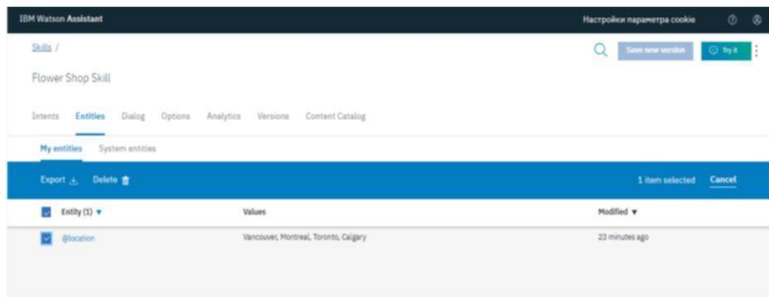 IBM Watson Assistant Настройки параметра cookie
Skills /
Save new version Try it
Flower Shop Skill
Intents Entities Dialog Options Analytics Versions Content Catalog
My entities System entities
Export Delete 1 item selected Cancel
Entity (1) ▼ Values Modified ▼
@location Vancouver, Montreal, Toronto, Calgary 23 minutes ago